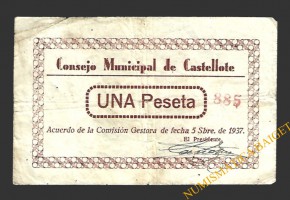 Consejo Municipal de Castellote
UNA Peseta
885
Acuerdo de la Comisión Gestora de fecha 5 Sbre. de 1937.
El Presidente,